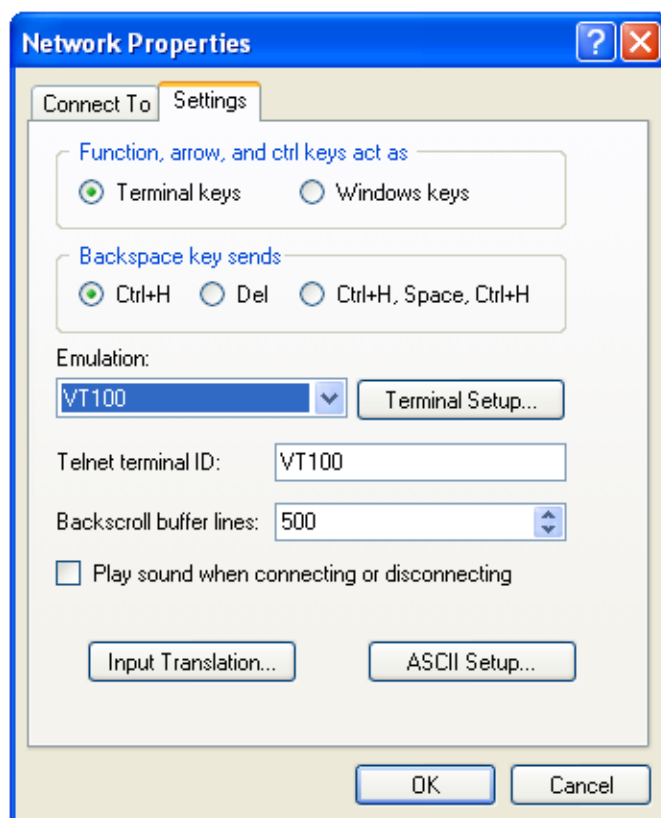 Network Properties
Connect To Settings
Function, arrow, and ctrl keys act as
Terminal keys Windows keys
Backspace key sends
Ctrl+H Del Ctrl+H, Space, Ctrl+H
Emulation:
VT100 Terminal Setup...
Telnet terminal ID: VT100
Backscroll buffer lines: 500
Play sound when connecting or disconnecting
Input Translation... ASCII Setup...
OK Cancel